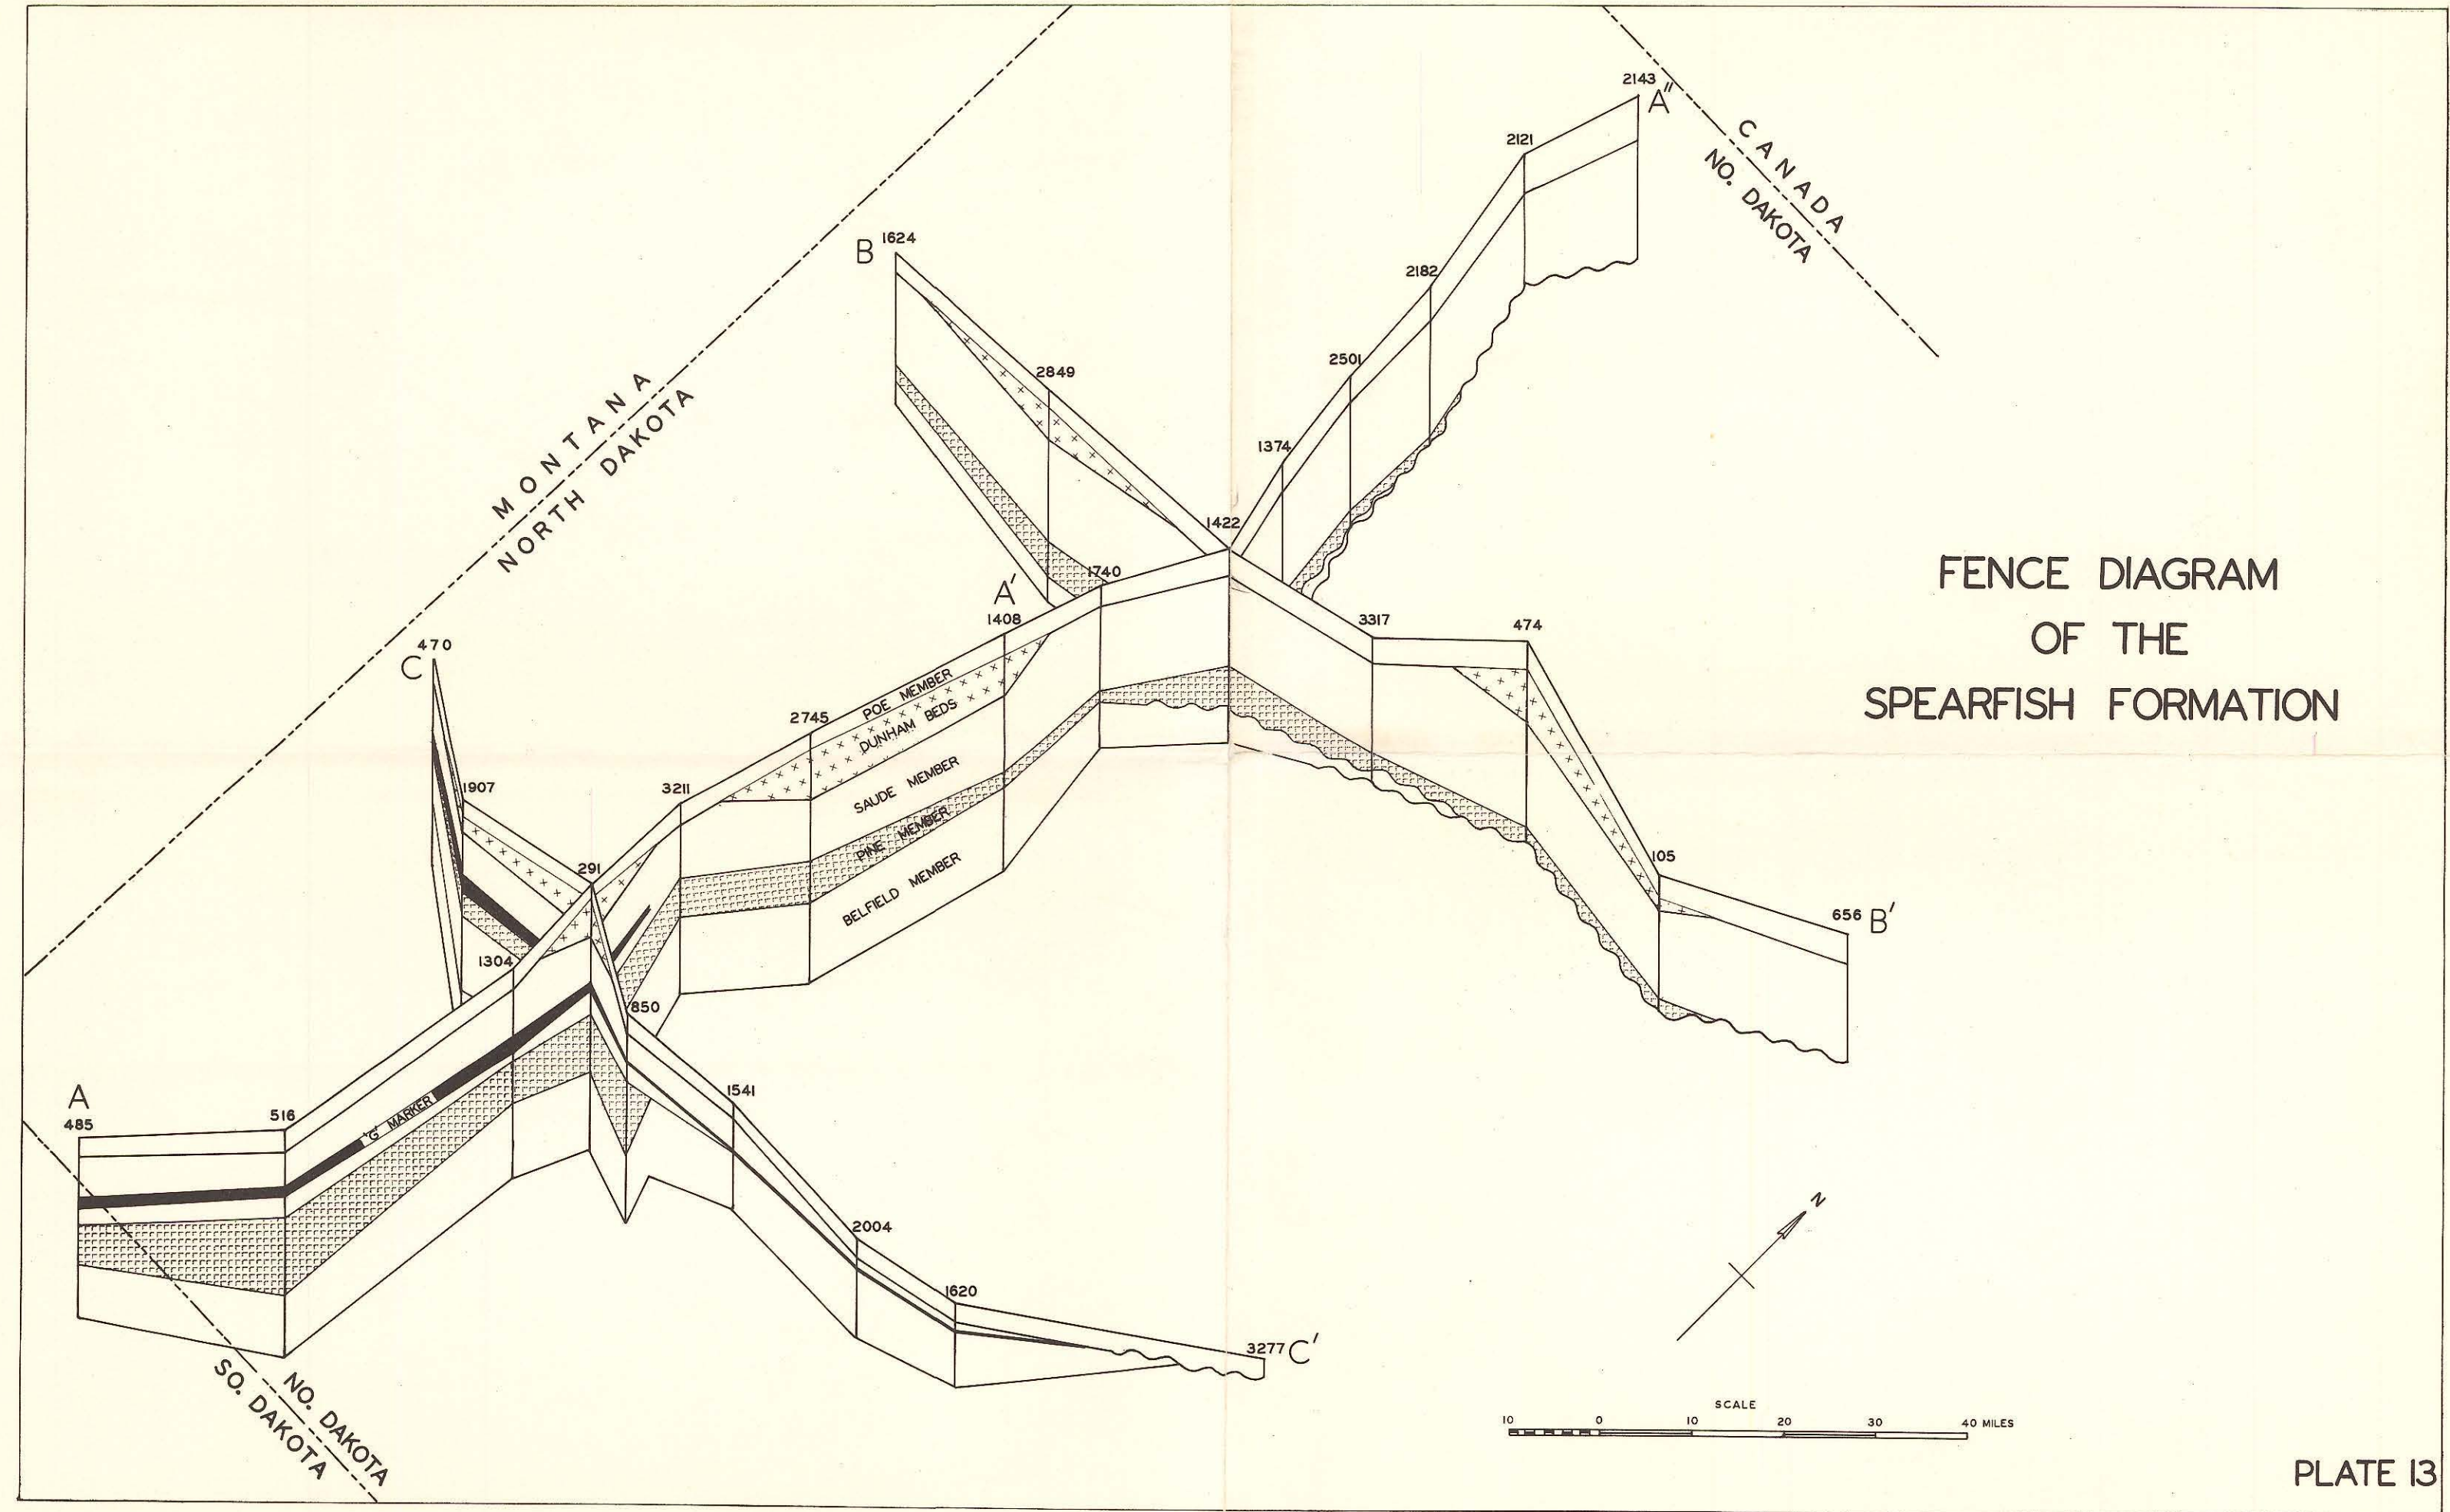 2143
A"
2121
CANADA
NO. DAKOTA
B
1624
2182
2501
2849
MONTANA
NORTH DAKOTA
1374
1422
FENCE DIAGRAM
OF THE
SPEARFISH FORMATION
1740
A'
1408
3317
474
C
470
POE MEMBER
2745
DUNHAM BEDS
1907
3211
SAUDE MEMBER
PINE MEMBER
105
291
BELFIELD MEMBER
656
B'
1304
850
A
485
516
'G' MARKER
1541
N
2004
1620
3277
C'
NO. DAKOTA
SO. DAKOTA
SCALE
10 0 10 20 30 40 MILES
PLATE 13